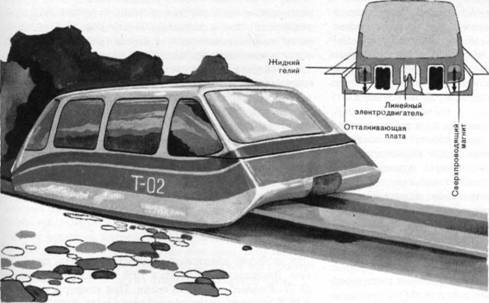 Жидкий
гелий
Линейный
электродвигатель
Отталкивающая
плата
Сверхпроводящий
магнит
Т-02